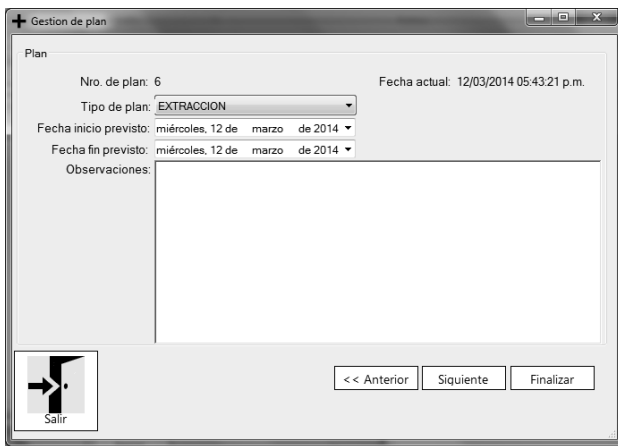 Gestion de plan
Plan
Nro. de plan: 6 Fecha actual: 12/03/2014 05:43:21 p.m.
Tipo de plan: EXTRACCION
Fecha inicio previsto: miércoles, 12 de marzo de 2014
Fecha fin previsto: miércoles, 12 de marzo de 2014
Observaciones:
<< Anterior Siguiente Finalizar
Salir